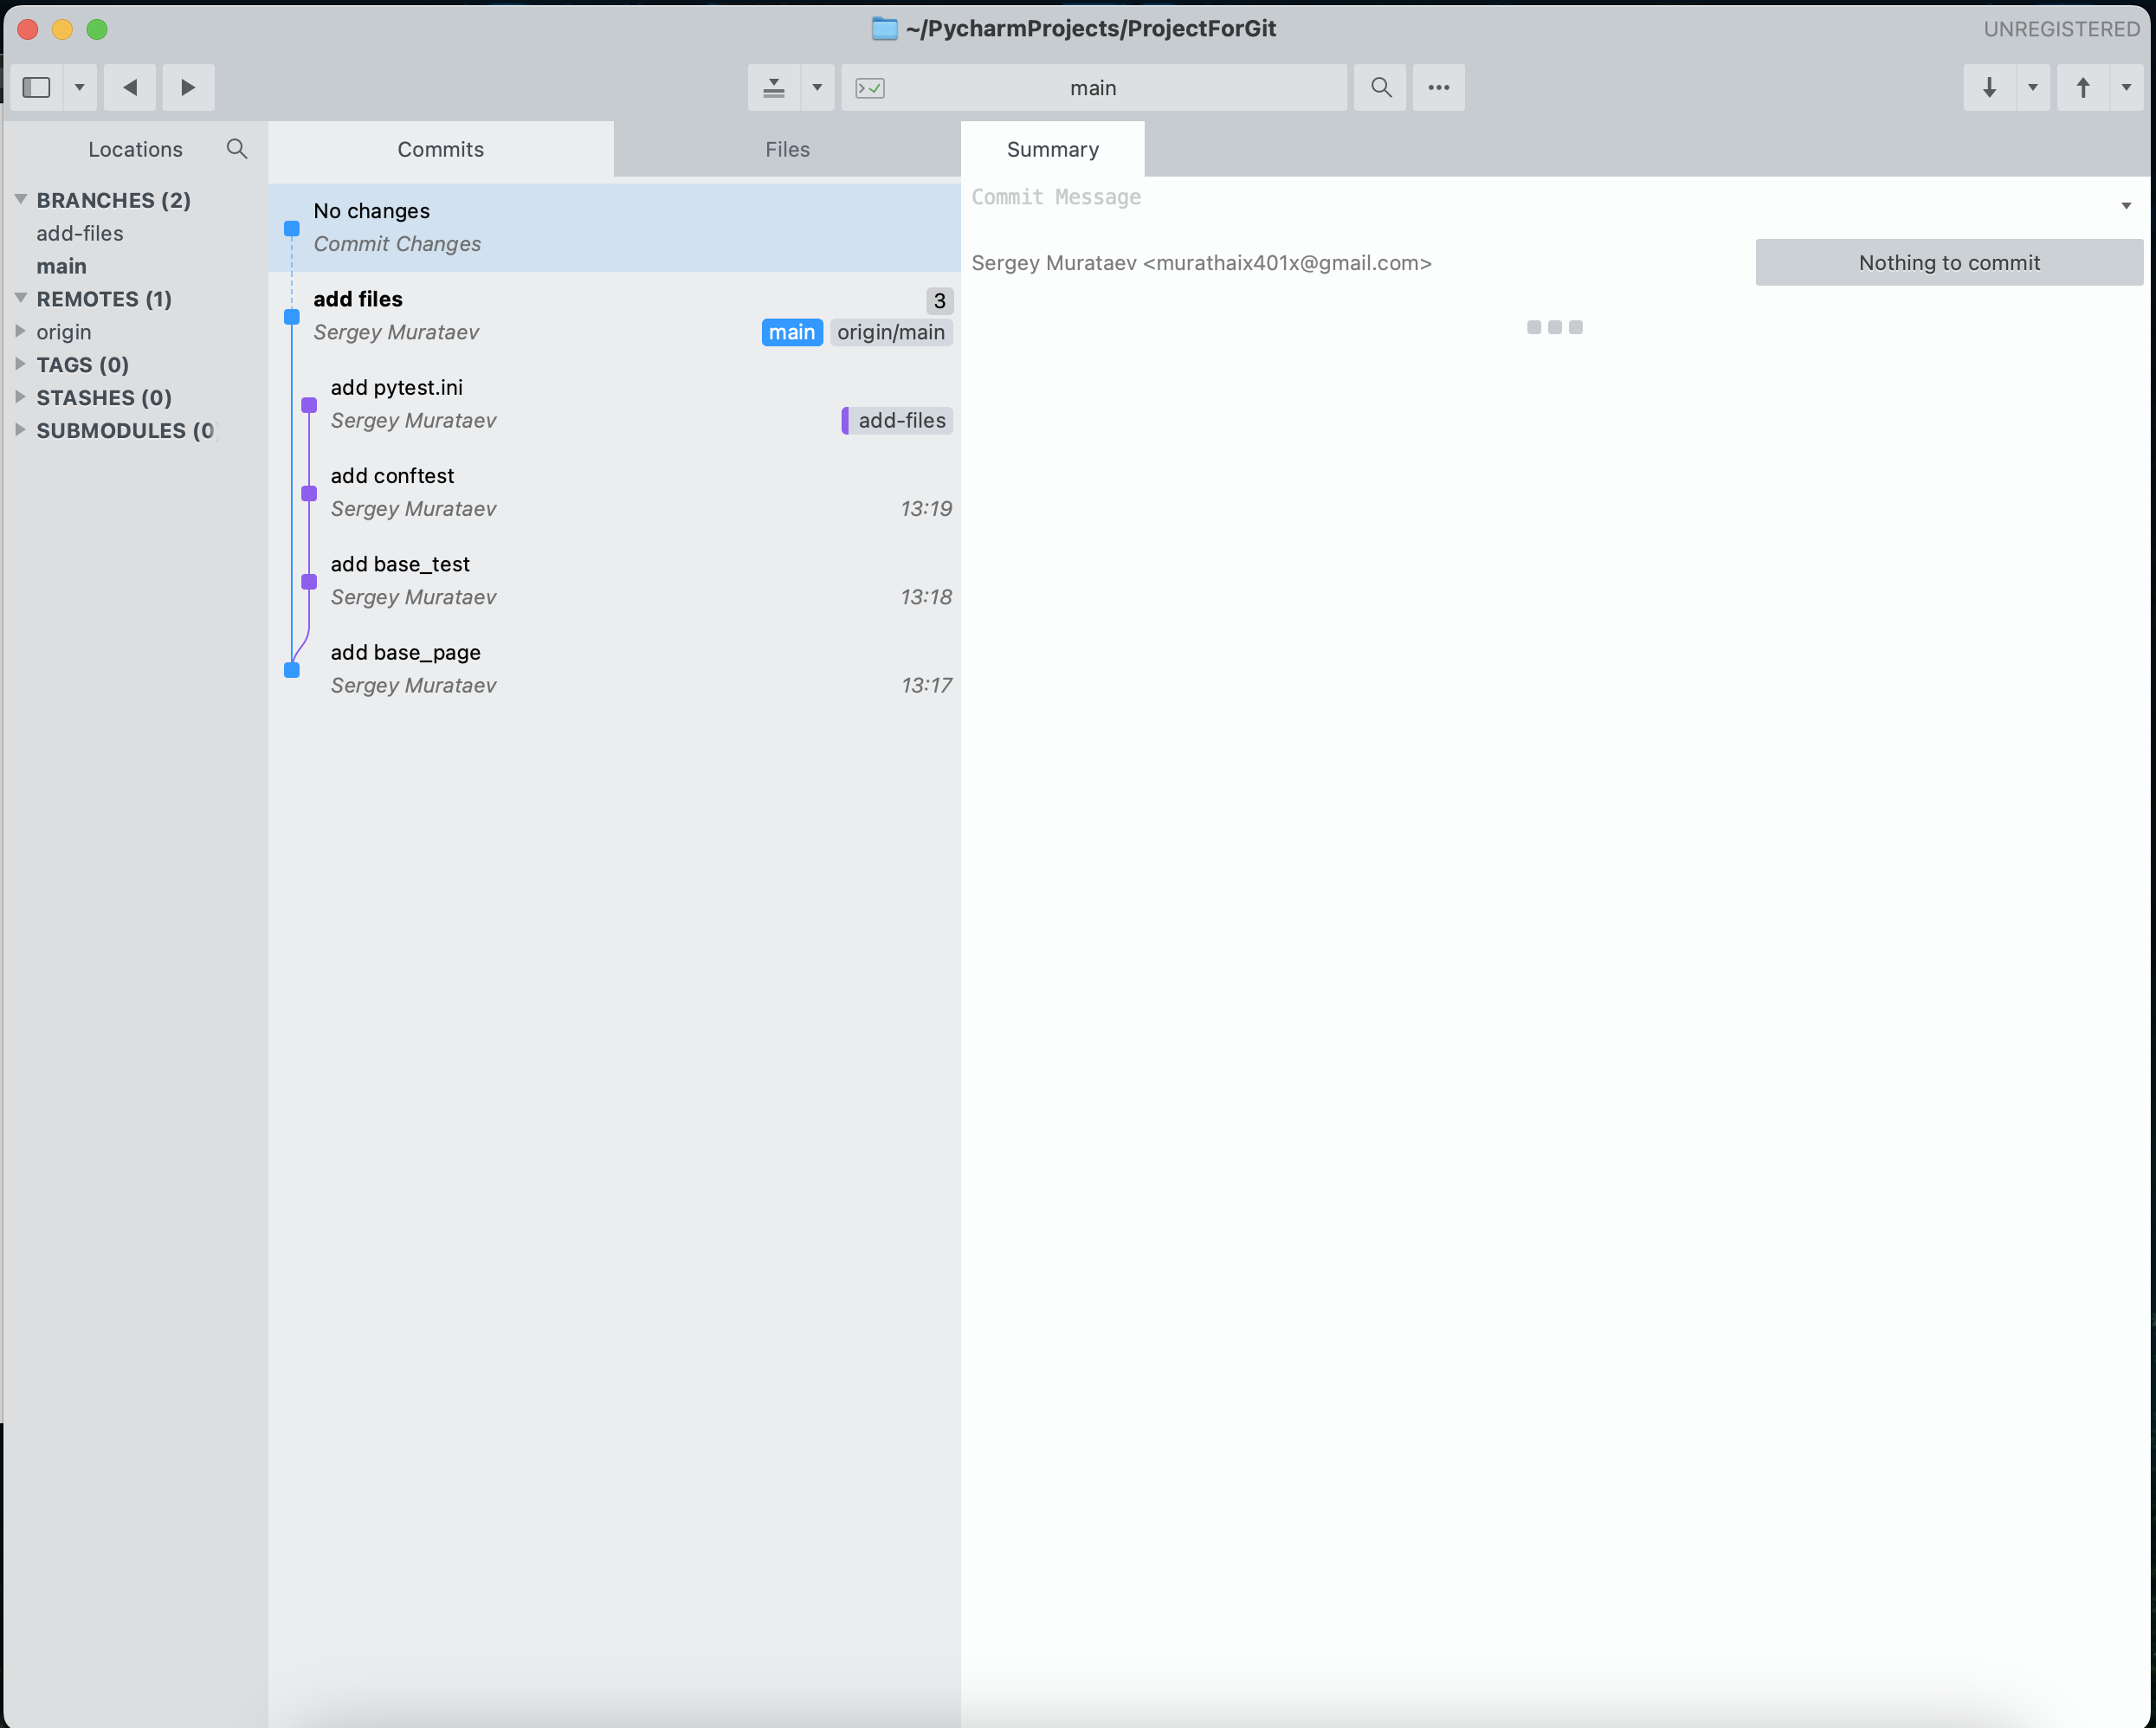 ~/PycharmProjects/ProjectForGit
UNREGISTERED
main
Locations
Commits
Files
Summary
BRANCHES (2)
add-files
main
REMOTES (1)
origin
TAGS (0)
STASHES (0)
SUBMODULES (0
No changes
Commit Changes
add files
3
Sergey Murataev
main
origin/main
add pytest.ini
Sergey Murataev
add-files
add conftest
Sergey Murataev
13:19
add base_test
Sergey Murataev
13:18
add base_page
Sergey Murataev
13:17
Commit Message
Sergey Murataev <murathaix401x@gmail.com>
Nothing to commit